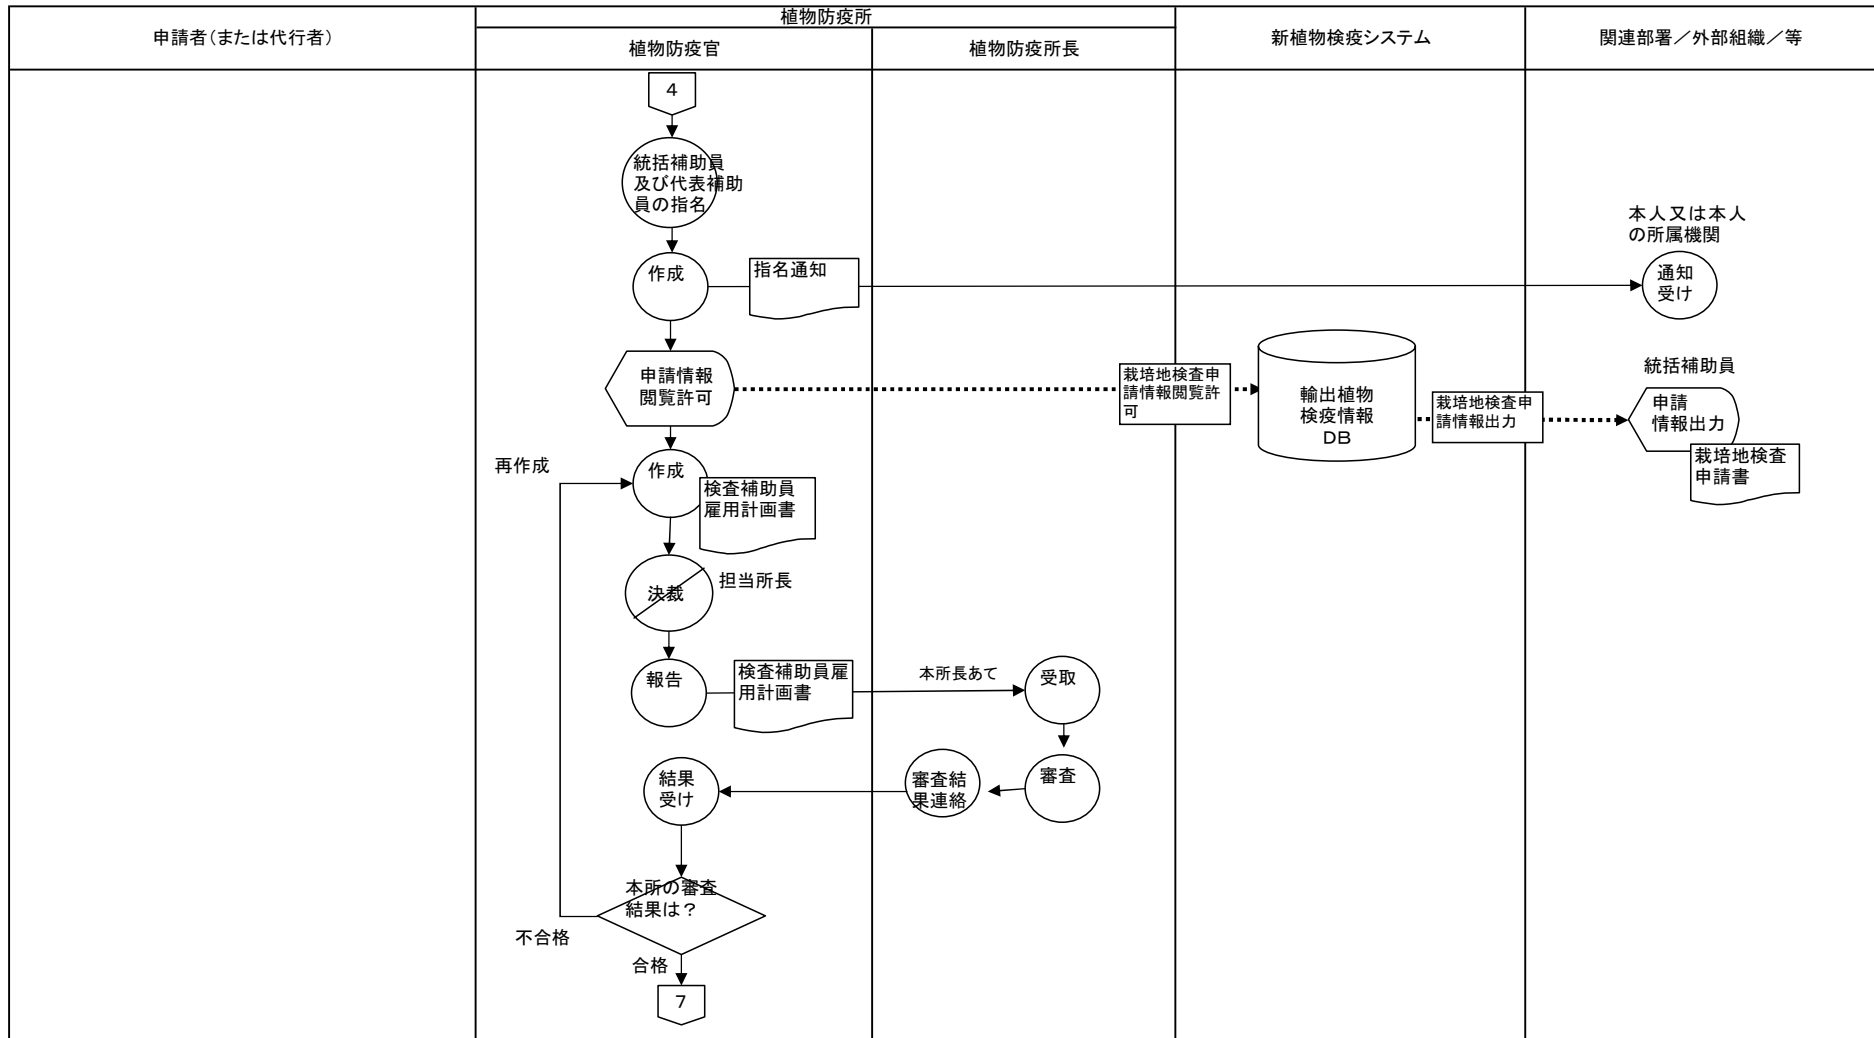 植物防疫所
申請者（または代行者）
植物防疫官
植物防疫所長
新植物検疫システム
関連部署／外部組織／等
4
統括補助員
及び代表補助
員の指名
作成
指名通知
本人又は本人
の所属機関
通知
受け
申請情報
閲覧許可
栽培地検査申
請情報閲覧許
可
輸出植物
検疫情報
DB
栽培地検査申
請情報出力
統括補助員
申請
情報出力
栽培地検査
申請書
再作成
作成
検査補助員
雇用計画書
決裁
担当所長
報告
検査補助員雇
用計画書
本所長あて
受取
審査
審査結
果連絡
結果
受け
本所の審査
結果は？
不合格
合格
7